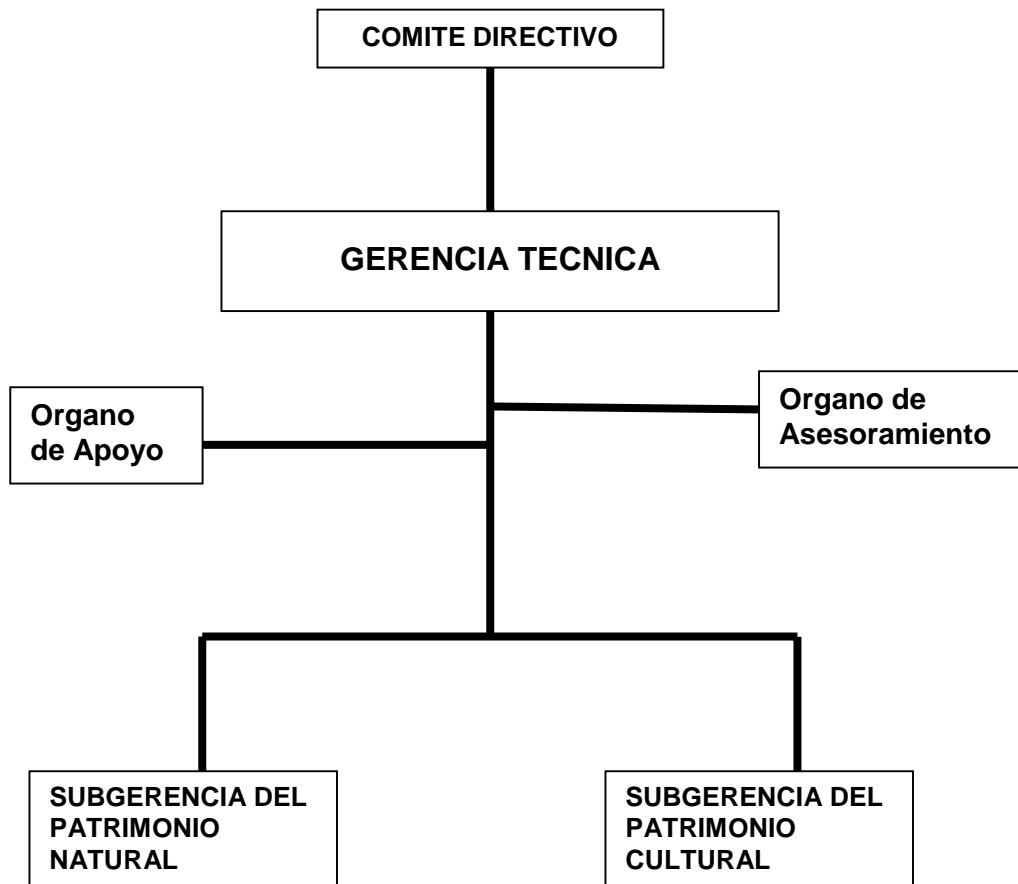 COMITE DIRECTIVO
GERENCIA TECNICA
Organo
de Apoyo
Organo de
Asesoramiento
SUBGERENCIA DEL
PATRIMONIO
NATURAL
SUBGERENCIA DEL
PATRIMONIO
CULTURAL